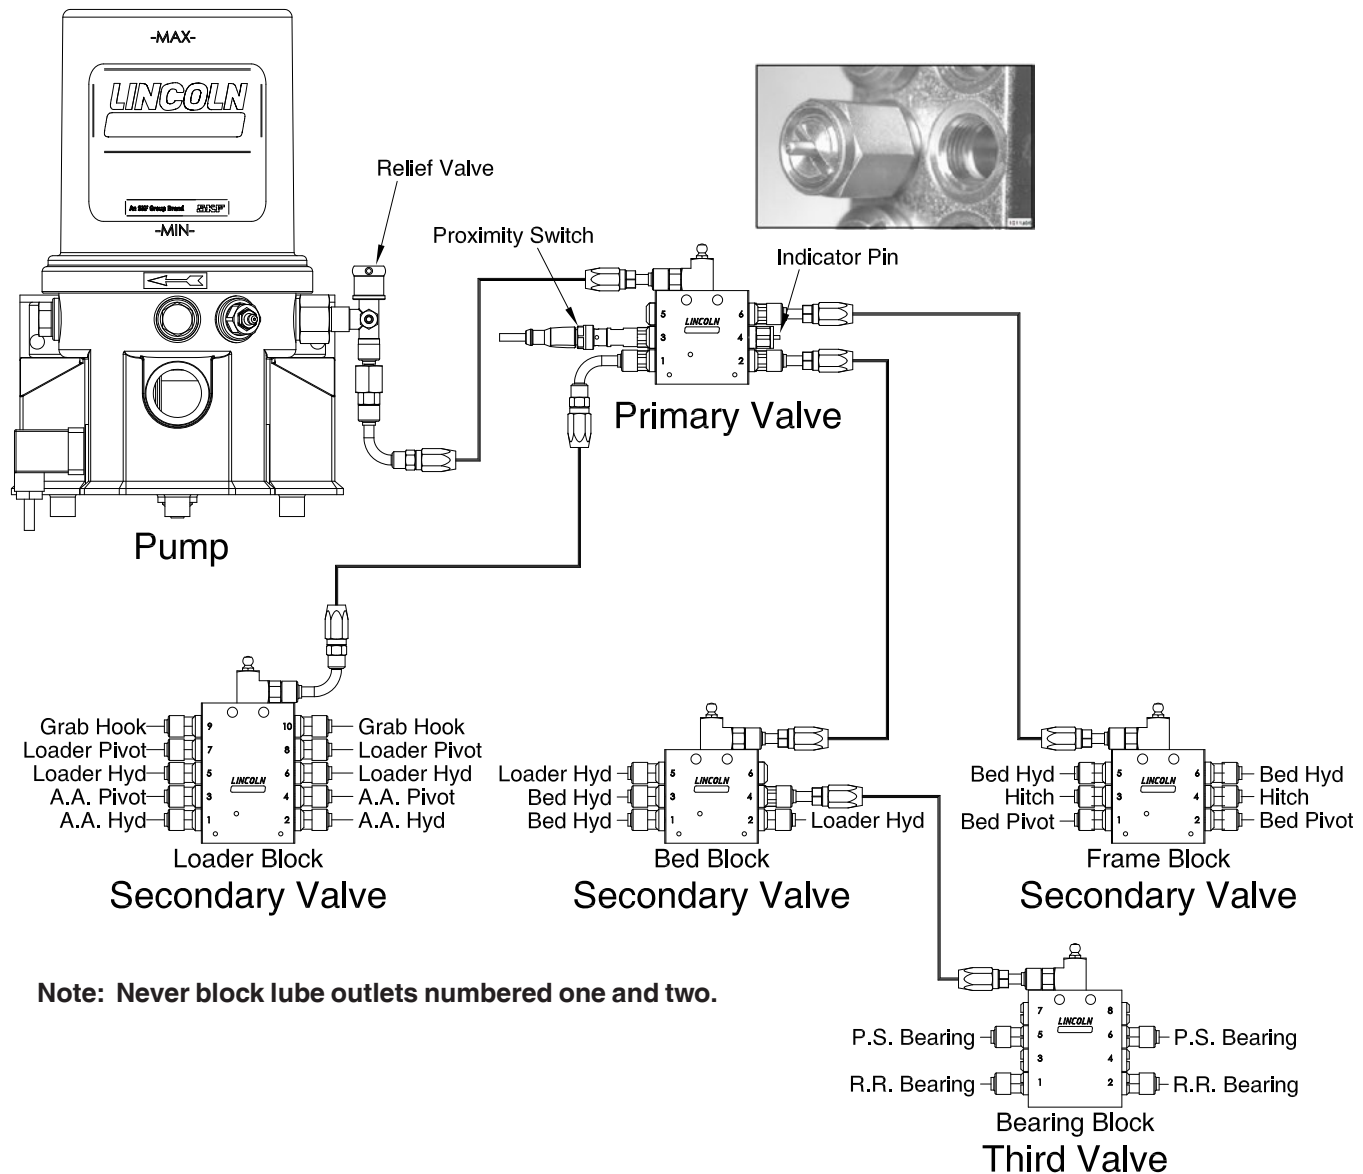 -MAX-
LINCOLN
An SKF Group Brand
-MIN-
Relief Valve
Proximity Switch
Indicator Pin
5 LINCOLN 6
3 4
1 2
Primary Valve
Pump
Grab Hook 9 10 Grab Hook
Loader Pivot 7 8 Loader Pivot
Loader Hyd 5 LINCOLN 6 Loader Hyd
A.A. Pivot 3 4 A.A. Pivot
A.A. Hyd 1 2 A.A. Hyd
Loader Block
Secondary Valve
Loader Hyd 5 LINCOLN 6
Bed Hyd 3 4
Bed Hyd 1 2 Loader Hyd
Bed Block
Secondary Valve
Bed Hyd 5 LINCOLN 6 Bed Hyd
Hitch 3 4 Hitch
Bed Pivot 1 2 Bed Pivot
Frame Block
Secondary Valve
Note: Never block lube outlets numbered one and two.
7 8
LINCOLN
P.S. Bearing 5 6 P.S. Bearing
3 4
R.R. Bearing 1 2 R.R. Bearing
Bearing Block
Third Valve